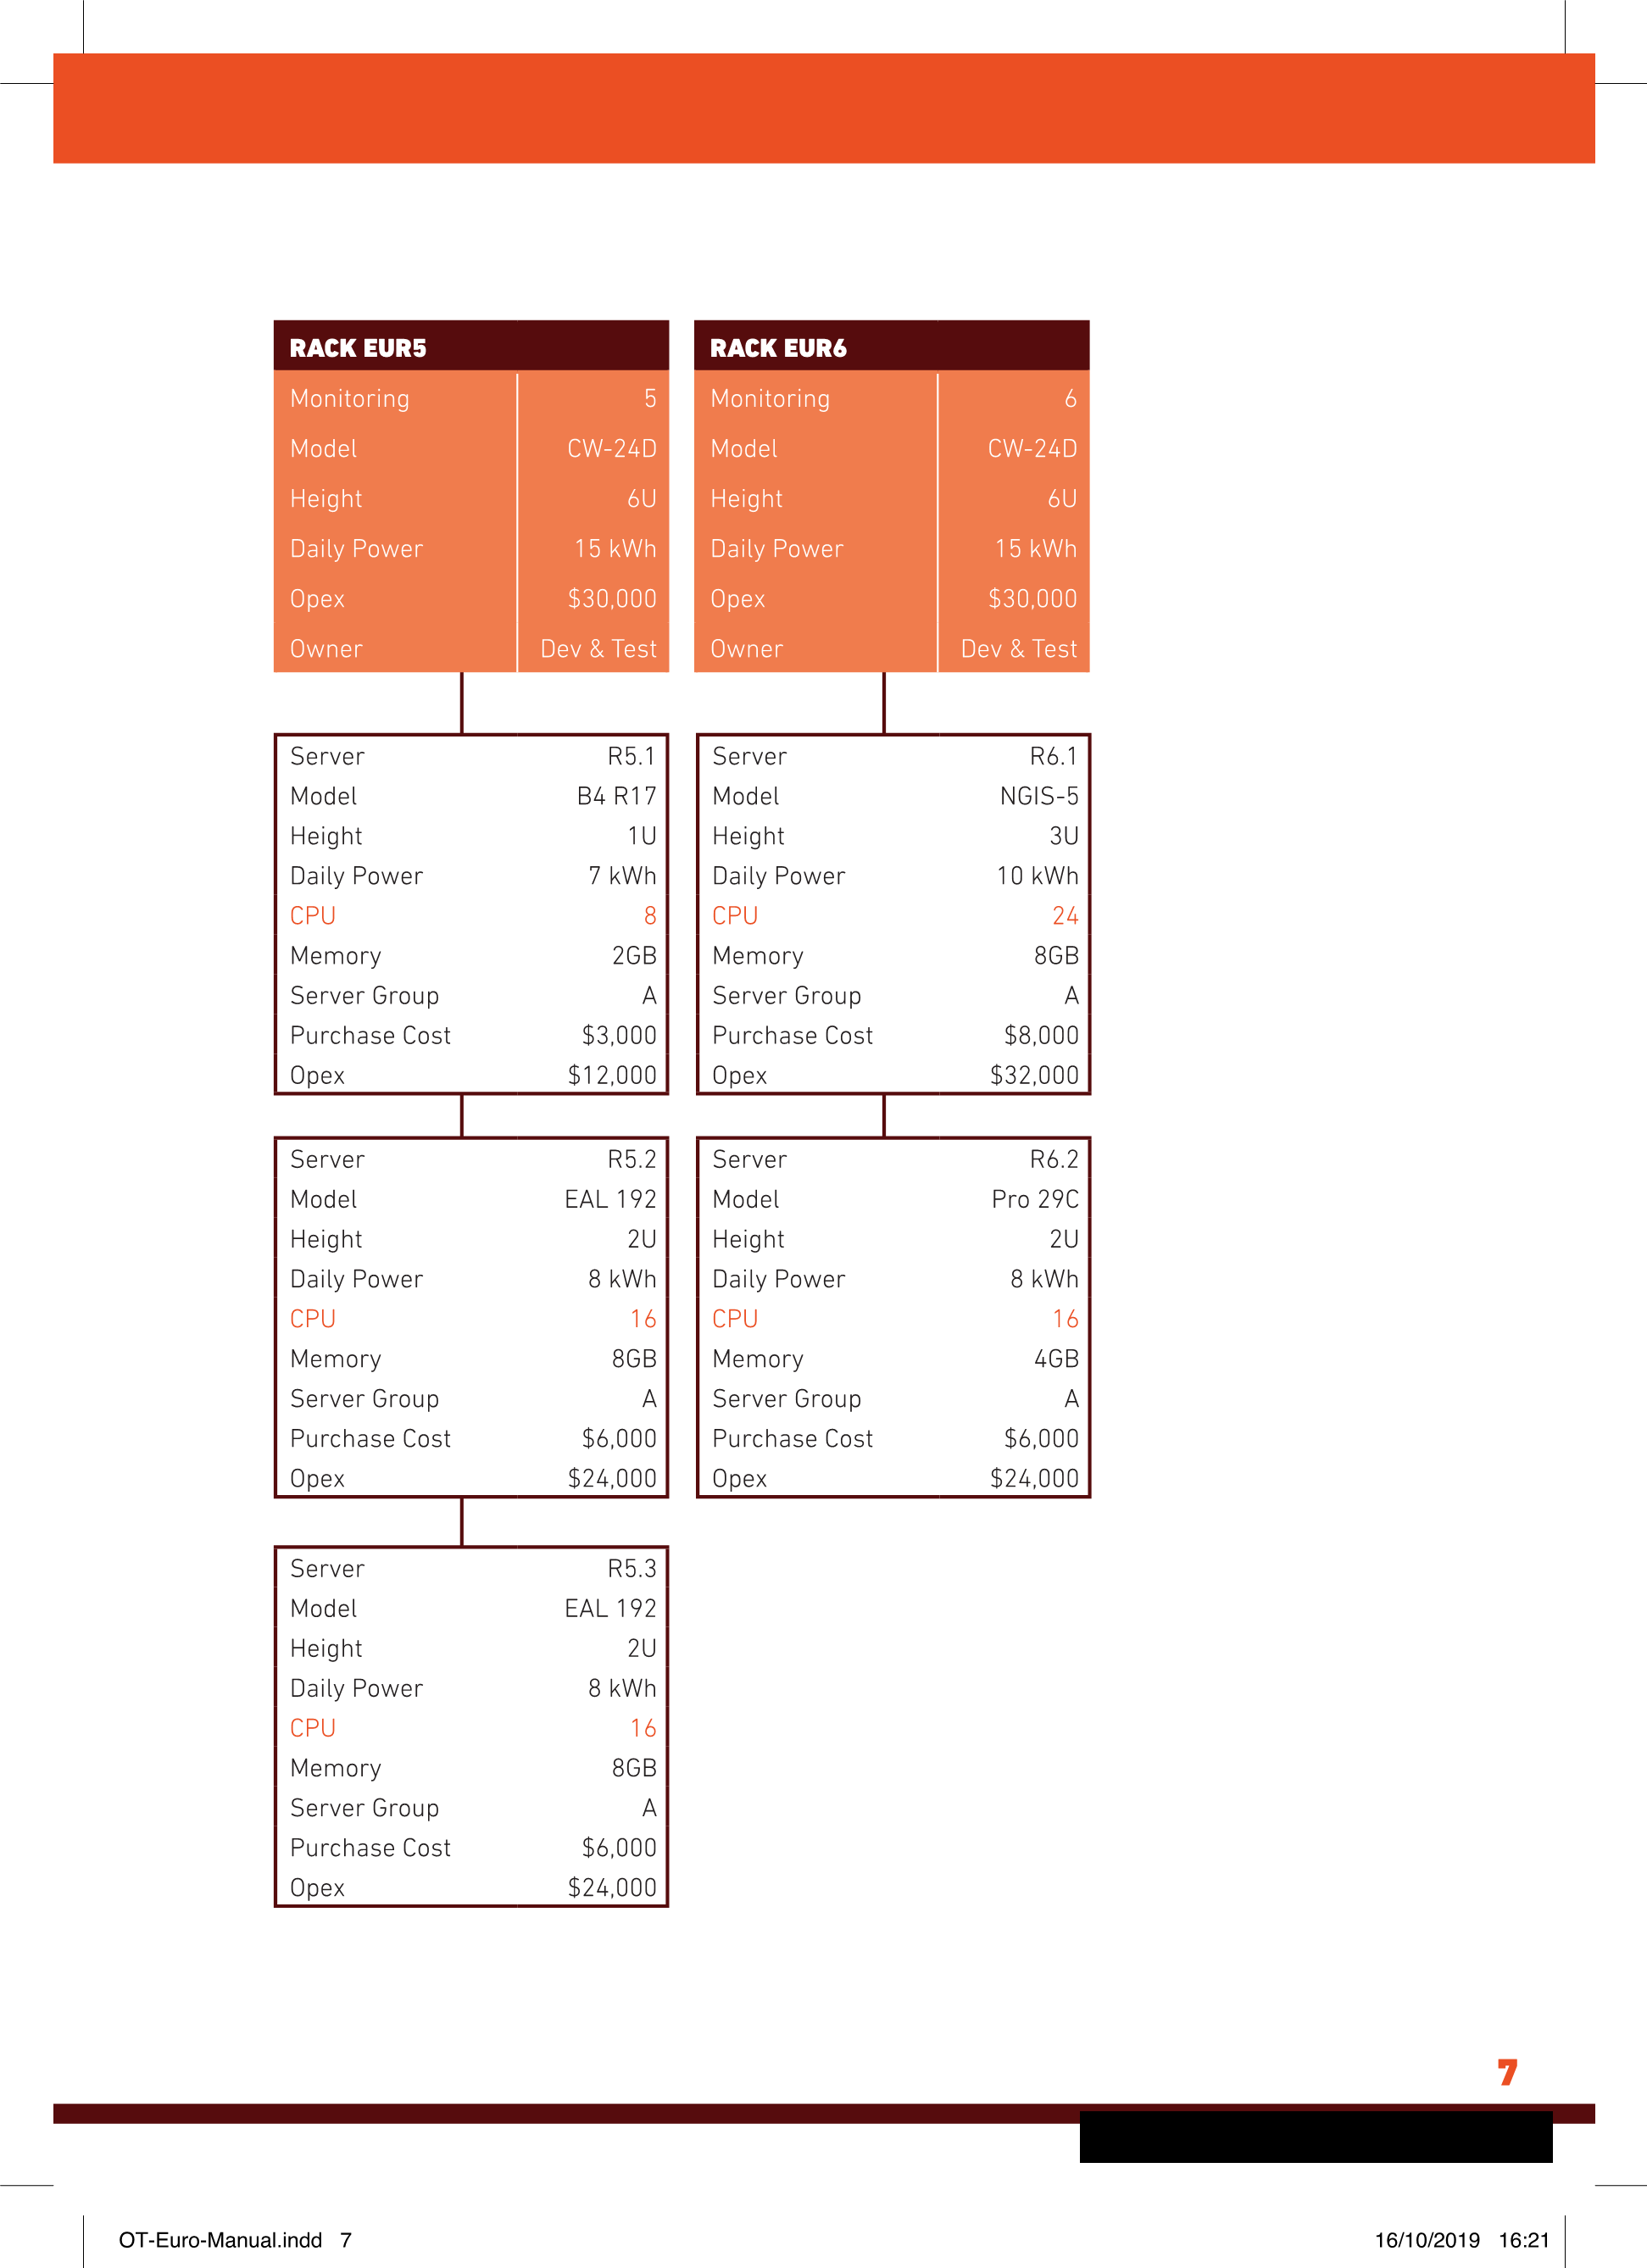 RACK EUR5
Monitoring 5
Model CW-24D
Height 6U
Daily Power 15 kWh
Opex $30,000
Owner Dev & Test
Server R5.1
Model B4 R17
Height 1U
Daily Power 7 kWh
CPU 8
Memory 2GB
Server Group A
Purchase Cost $3,000
Opex $12,000
Server R5.2
Model EAL 192
Height 2U
Daily Power 8 kWh
CPU 16
Memory 8GB
Server Group A
Purchase Cost $6,000
Opex $24,000
Server R5.3
Model EAL 192
Height 2U
Daily Power 8 kWh
CPU 16
Memory 8GB
Server Group A
Purchase Cost $6,000
Opex $24,000
RACK EUR6
Monitoring 6
Model CW-24D
Height 6U
Daily Power 15 kWh
Opex $30,000
Owner Dev & Test
Server R6.1
Model NGIS-5
Height 3U
Daily Power 10 kWh
CPU 24
Memory 8GB
Server Group A
Purchase Cost $8,000
Opex $32,000
Server R6.2
Model Pro 29C
Height 2U
Daily Power 8 kWh
CPU 16
Memory 4GB
Server Group A
Purchase Cost $6,000
Opex $24,000
7
OT-Euro-Manual.indd 7
16/10/2019 16:21